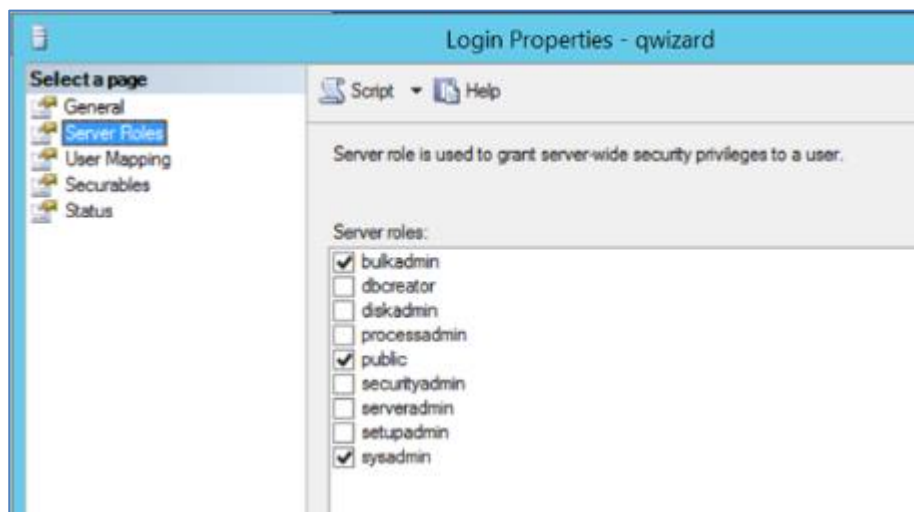 Login Properties - qwizard
Select a page
General
Server Roles
User Mapping
Securables
Status
Script Help
Server role is used to grant server-wide security privileges to a user.
Server roles:
bulkadmin
dbcreator
diskadmin
processadmin
public
securityadmin
serveradmin
setupadmin
sysadmin